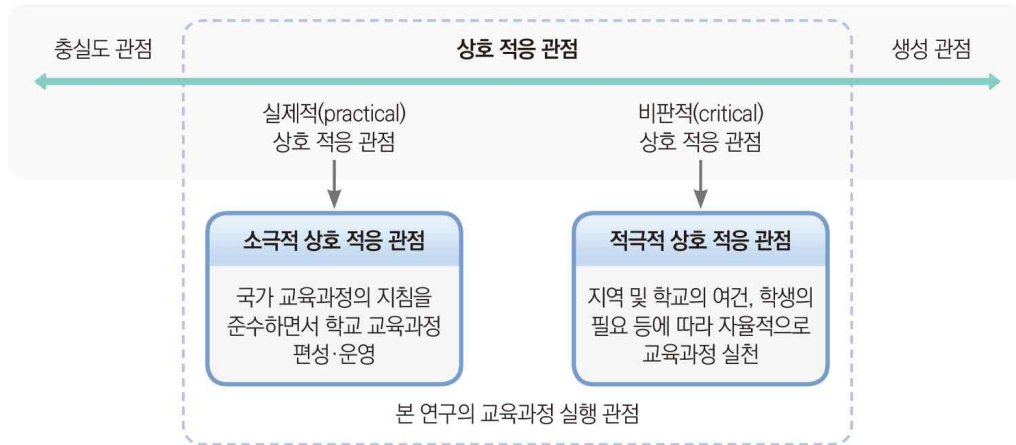 충실도 관점
상호 적응 관점
생성 관점
실제적(practical)
상호 적응 관점
비판적(critical)
상호 적응 관점
소극적 상호 적응 관점
국가 교육과정의 지침을
준수하면서 학교 교육과정
편성·운영
적극적 상호 적응 관점
지역 및 학교의 여건, 학생의
필요 등에 따라 자율적으로
교육과정 실천
본 연구의 교육과정 실행 관점